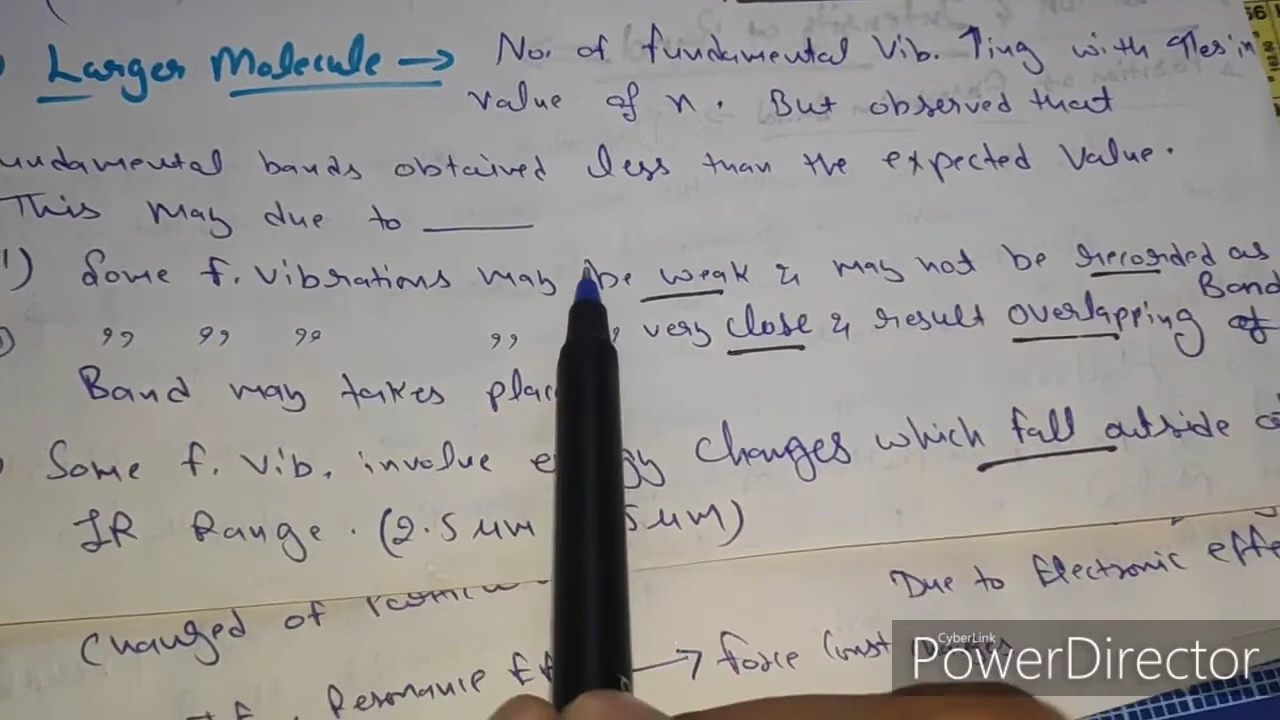 Larger Molecule → No. of fundamental Vib. ↑ing with ↑es in
value of n. But observed that
undamental bands obtained less than the expected value.
This may due to ———
1) Some f. vibrations may be weak & may not be recorded as Band
,, ,, ,, ,, ,, very close & result overlapping of
Band may takes plac
Some f. vib. involve e gy changes which fall outside o
IR Range. (2.5 um 5 um)
Changed of
Due to Electronic effe
Resonance Ef → force Const
CyberLink
PowerDirector
56